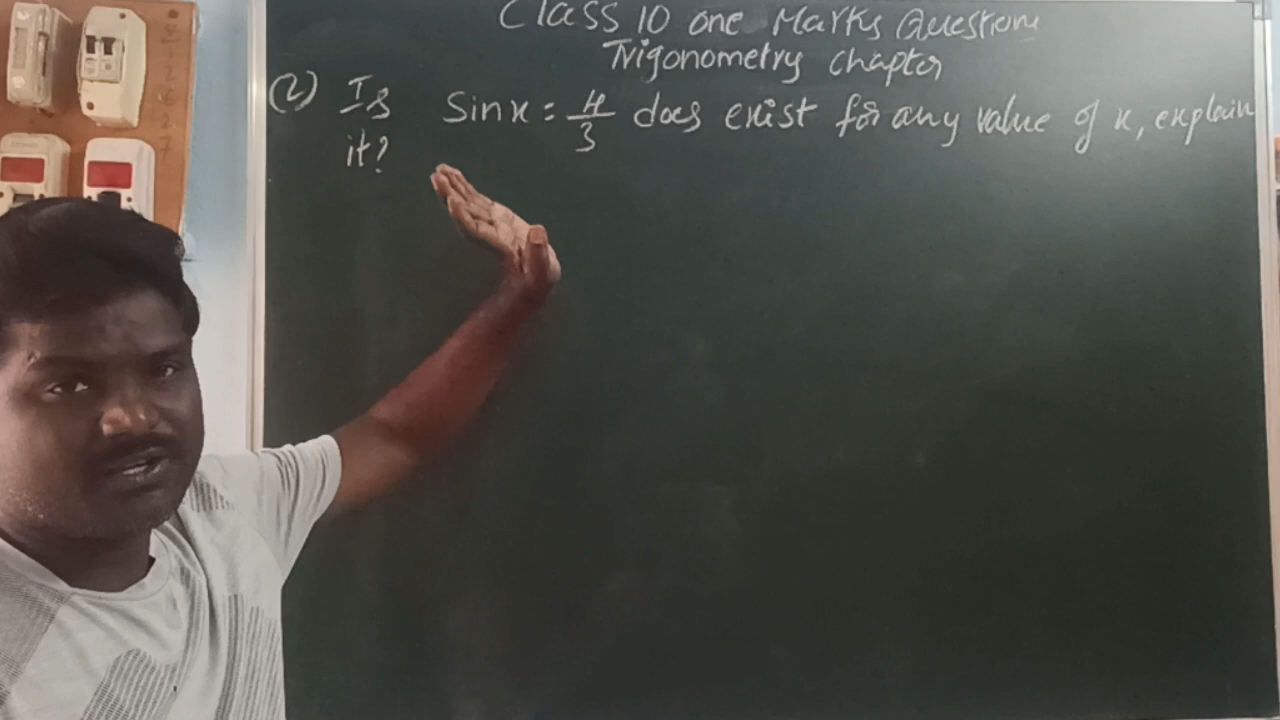 Class 10 one Marks Question
Trigonometry chapter
(2) Is Sin x = 4/3 does exist for any value of x, explain
it?